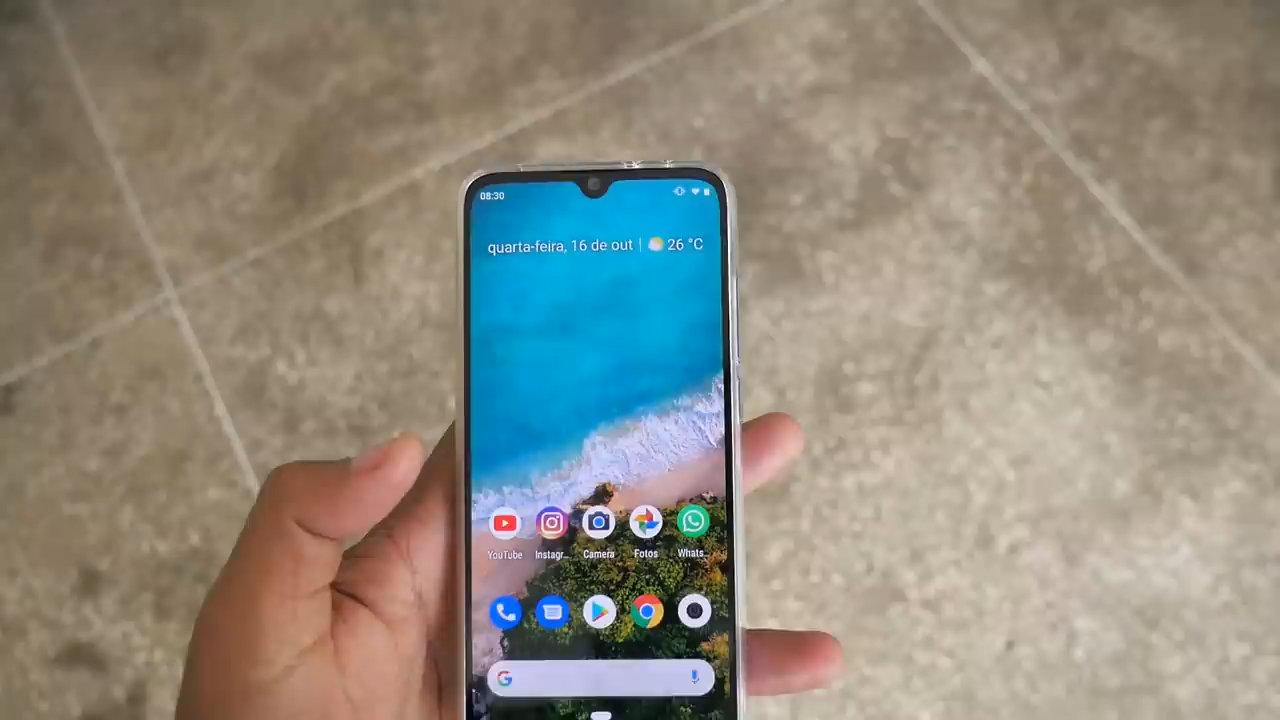 08:30
quarta-feira, 16 de out | 26 °C
YouTube Instagr... Camera Fotos Whats..
G